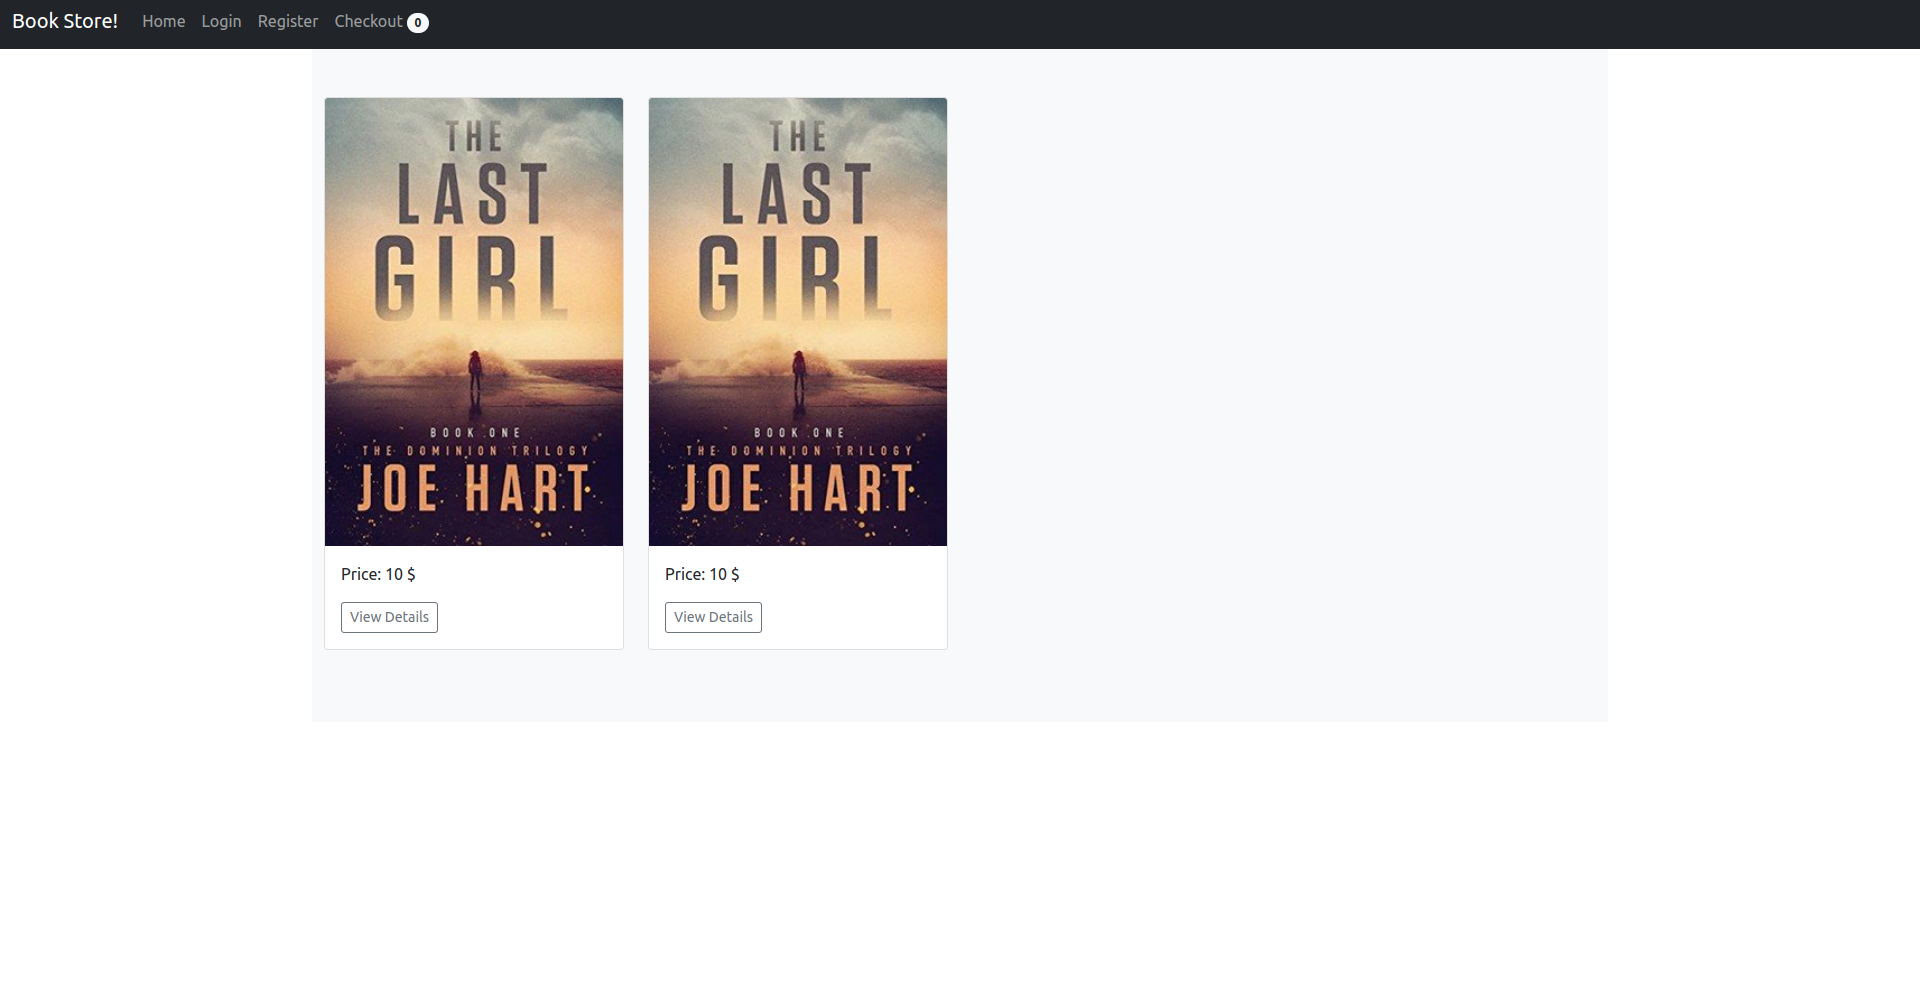 Book Store! Home Login Register Checkout 0
THE
LAST
GIRL
BOOK ONE
THE DOMINION TRILOGY
JOE HART
Price: 10 $
View Details
THE
LAST
GIRL
BOOK ONE
THE DOMINION TRILOGY
JOE HART
Price: 10 $
View Details